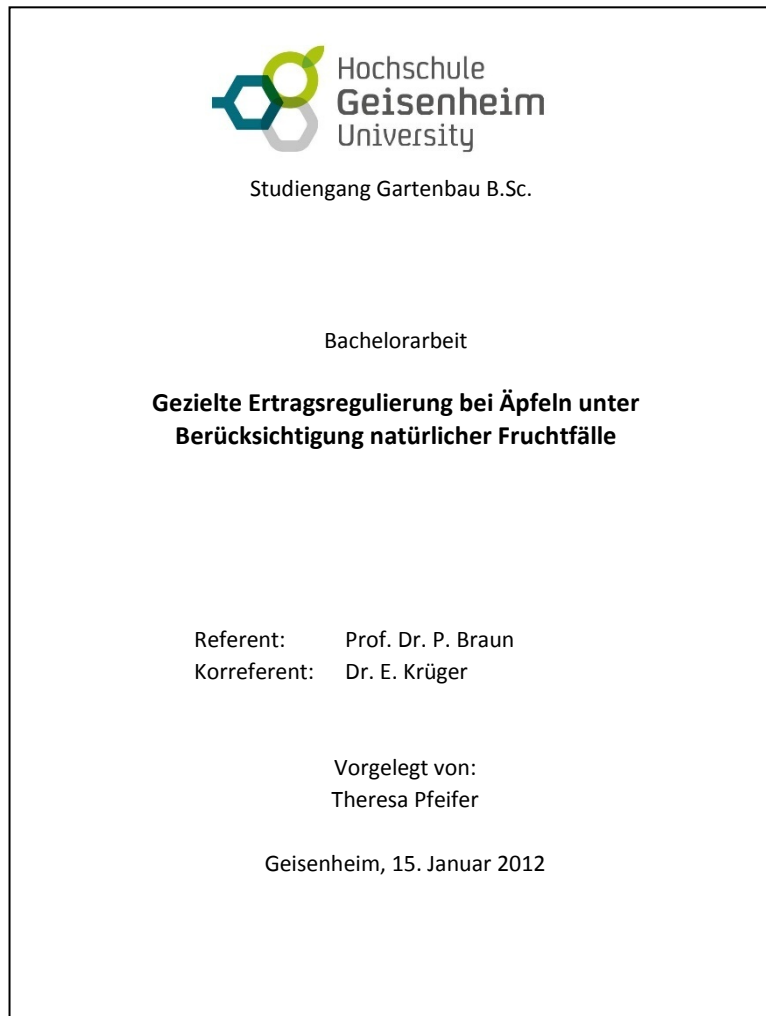 Hochschule
Geisenheim
University
Studiengang Gartenbau B.Sc.
Bachelorarbeit
Gezielte Ertragsregulierung bei Äpfeln unter
Berücksichtigung natürlicher Fruchtfälle
Referent: Prof. Dr. P. Braun
Korreferent: Dr. E. Krüger
Vorgelegt von:
Theresa Pfeifer
Geisenheim, 15. Januar 2012